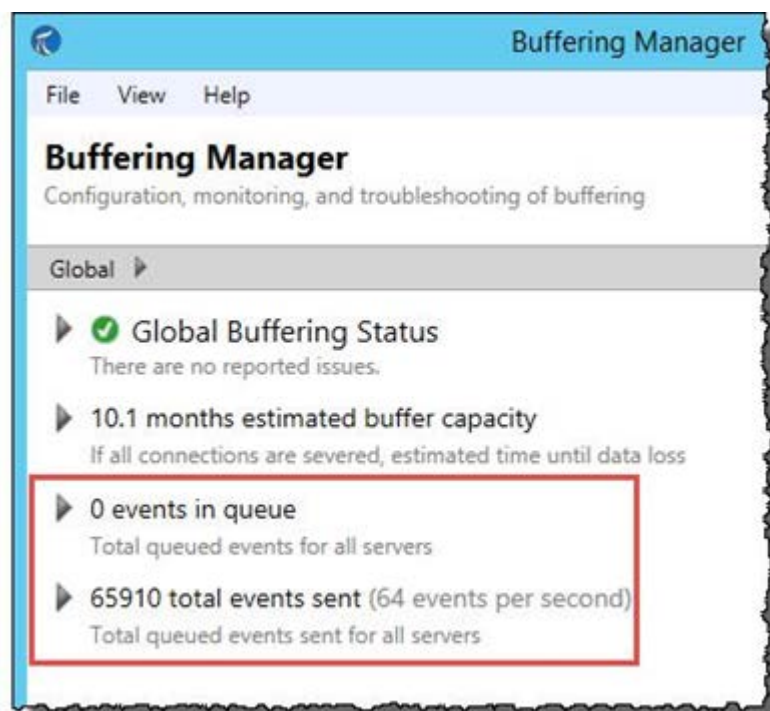 Buffering Manager
File View Help
Buffering Manager
Configuration, monitoring, and troubleshooting of buffering
Global
Global Buffering Status
There are no reported issues.
10.1 months estimated buffer capacity
If all connections are severed, estimated time until data loss
0 events in queue
Total queued events for all servers
65910 total events sent (64 events per second)
Total queued events sent for all servers